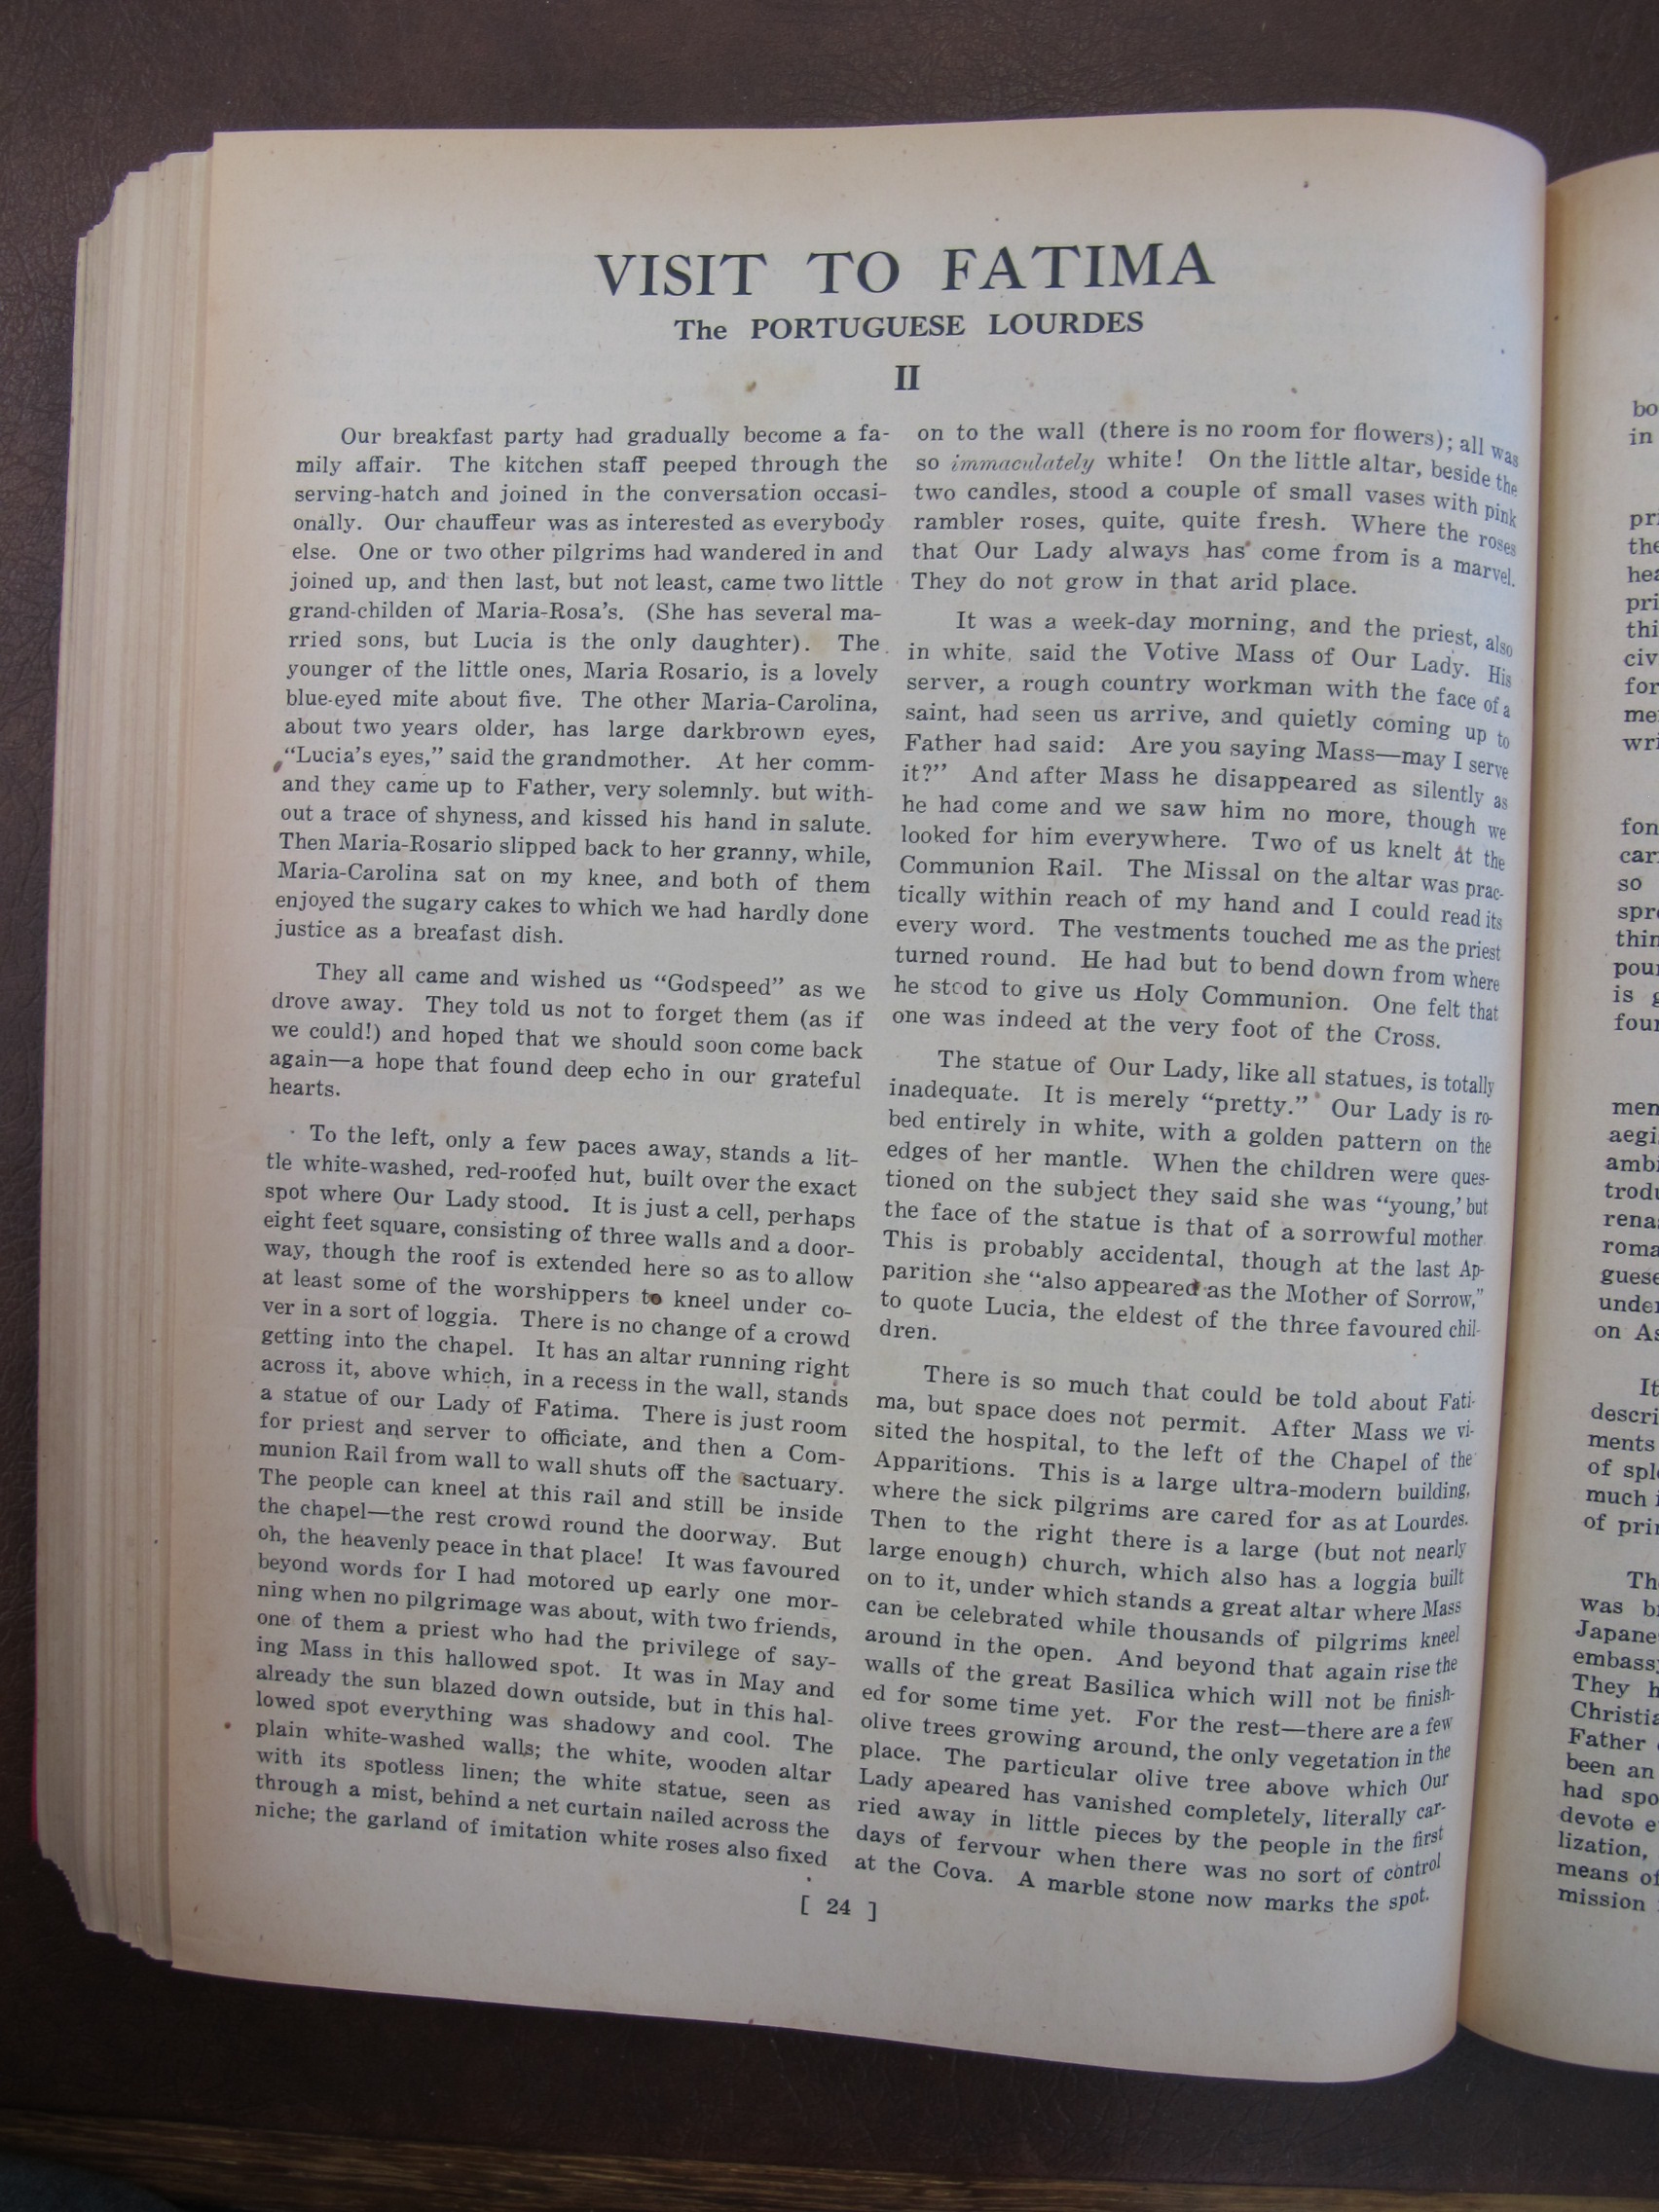 VISIT TO FATIMA
The PORTUGUESE LOURDES
II
Our breakfast party had gradually become a fa-
mily affair. The kitchen staff peeped through the
serving-hatch and joined in the conversation occasi-
onally. Our chauffeur was as interested as everybody
else. One or two other pilgrims had wandered in and
joined up, and then last, but not least, came two little
grand-childen of Maria-Rosa's. (She has several ma-
rried sons, but Lucia is the only daughter). The
younger of the little ones, Maria Rosario, is a lovely
blue-eyed mite about five. The other Maria-Carolina,
about two years older, has large darkbrown eyes,
"Lucia's eyes," said the grandmother. At her comm-
and they came up to Father, very solemnly. but with-
out a trace of shyness, and kissed his hand in salute.
Then Maria-Rosario slipped back to her granny, while,
Maria-Carolina sat on my knee, and both of them
enjoyed the sugary cakes to which we had hardly done
justice as a breafast dish.
They all came and wished us "Godspeed" as we
drove away. They told us not to forget them (as if
we could!) and hoped that we should soon come back
again—a hope that found deep echo in our grateful
hearts.
To the left, only a few paces away, stands a lit-
tle white-washed, red-roofed hut, built over the exact
spot where Our Lady stood. It is just a cell, perhaps
eight feet square, consisting of three walls and a door-
way, though the roof is extended here so as to allow
at least some of the worshippers to kneel under co-
ver in a sort of loggia. There is no change of a crowd
getting into the chapel. It has an altar running right
across it, above which, in a recess in the wall, stands
a statue of our Lady of Fatima. There is just room
for priest and server to officiate, and then a Com-
munion Rail from wall to wall shuts off the sactuary.
The people can kneel at this rail and still be inside
the chapel—the rest crowd round the doorway. But
oh, the heavenly peace in that place! It was favoured
beyond words for I had motored up early one mor-
ning when no pilgrimage was about, with two friends,
one of them a priest who had the privilege of say-
ing Mass in this hallowed spot. It was in May and
already the sun blazed down outside, but in this hal-
lowed spot everything was shadowy and cool. The
plain white-washed walls; the white, wooden altar
with its spotless linen; the white statue, seen as
through a mist, behind a net curtain nailed across the
niche; the garland of imitation white roses also fixed
on to the wall (there is no room for flowers); all was
so immaculately white! On the little altar, beside the
two candles, stood a couple of small vases with pink
rambler roses, quite, quite fresh. Where the roses
that Our Lady always has come from is a marvel.
They do not grow in that arid place.
It was a week-day morning, and the priest, also
in white, said the Votive Mass of Our Lady. His
server, a rough country workman with the face of a
saint, had seen us arrive, and quietly coming up to
Father had said: Are you saying Mass—may I serve
it?" And after Mass he disappeared as silently as
he had come and we saw him no more, though we
looked for him everywhere. Two of us knelt at the
Communion Rail. The Missal on the altar was prac-
tically within reach of my hand and I could read its
every word. The vestments touched me as the priest
turned round. He had but to bend down from where
he stood to give us Holy Communion. One felt that
one was indeed at the very foot of the Cross.
The statue of Our Lady, like all statues, is totally
inadequate. It is merely "pretty." Our Lady is ro-
bed entirely in white, with a golden pattern on the
edges of her mantle. When the children were ques-
tioned on the subject they said she was "young,' but
the face of the statue is that of a sorrowful mother
This is probably accidental, though at the last Ap-
parition she "also appeared as the Mother of Sorrow,"
to quote Lucia, the eldest of the three favoured chil-
dren.
There is so much that could be told about Fati-
ma, but space does not permit. After Mass we vi-
sited the hospital, to the left of the Chapel of the
Apparitions. This is a large ultra-modern building,
where the sick pilgrims are cared for as at Lourdes.
Then to the right there is a large (but not nearly
large enough) church, which also has a loggia built
on to it, under which stands a great altar where Mass
can be celebrated while thousands of pilgrims kneel
around in the open. And beyond that again rise the
walls of the great Basilica which will not be finish-
ed for some time yet. For the rest—there are a few
olive trees growing around, the only vegetation in the
place. The particular olive tree above which Our
Lady apeared has vanished completely, literally car-
ried away in little pieces by the people in the first
days of fervour when there was no sort of control
at the Cova. A marble stone now marks the spot.
[ 24 ]